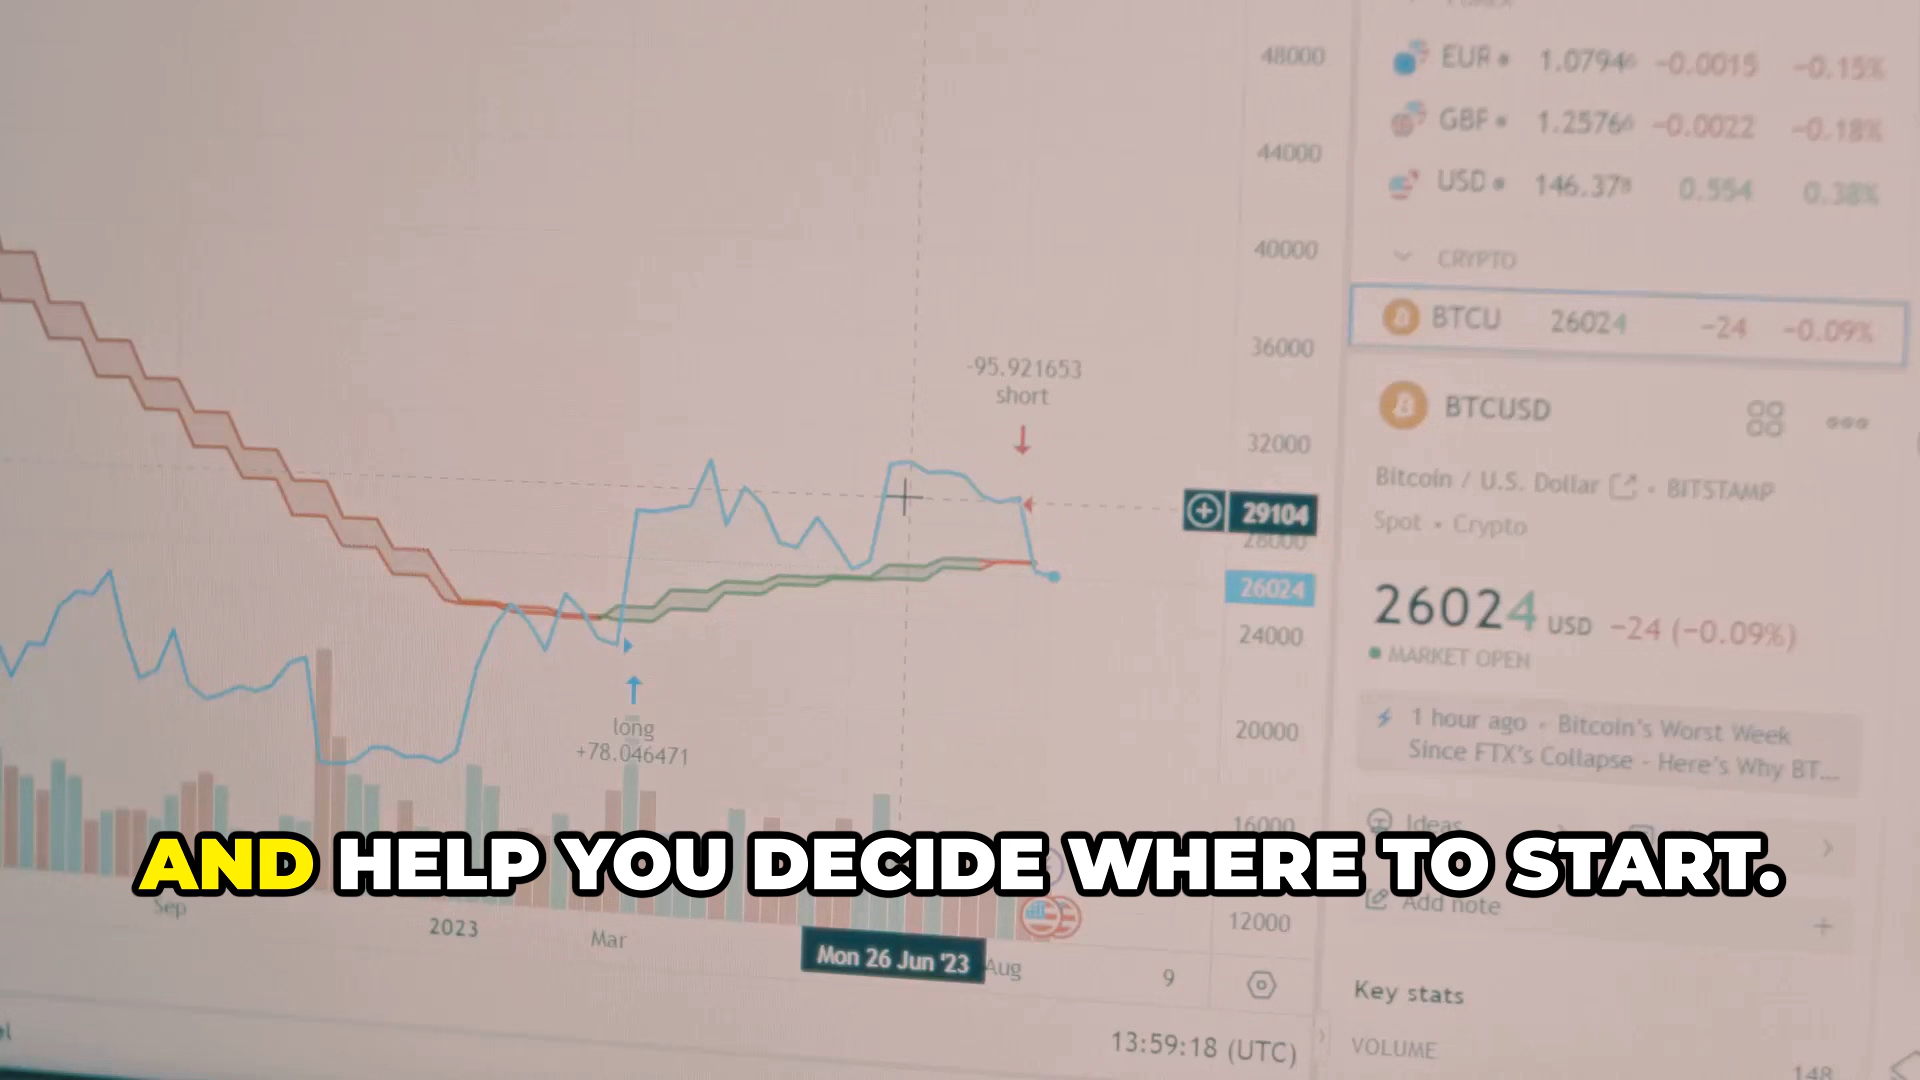 48000
44000
40000
36000
32000
29104
28000
26024
24000
20000
16000
12000
-95.921653
short
long
+78.046471
Sep
2023
Mar
Mon 26 Jun '23
Aug
9
13:59:18 (UTC)
EUR 1.07946 −0.0015 −0.15%
1.25766 −0.0022 −0.18%
USD 146.378 0.554 0.38%
CRYPTO
BTCU 26024 −24 −0.09%
BTCUSD
Bitcoin / U.S. Dollar • BITSTAMP
Spot • Crypto
26024 USD −24 (−0.09%)
MARKET OPEN
1 hour ago • Bitcoin's Worst Week
Since FTX's Collapse - Here's Why BT...
Ideas
Add note
Key stats
VOLUME
AND HELP YOU DECIDE WHERE TO START.